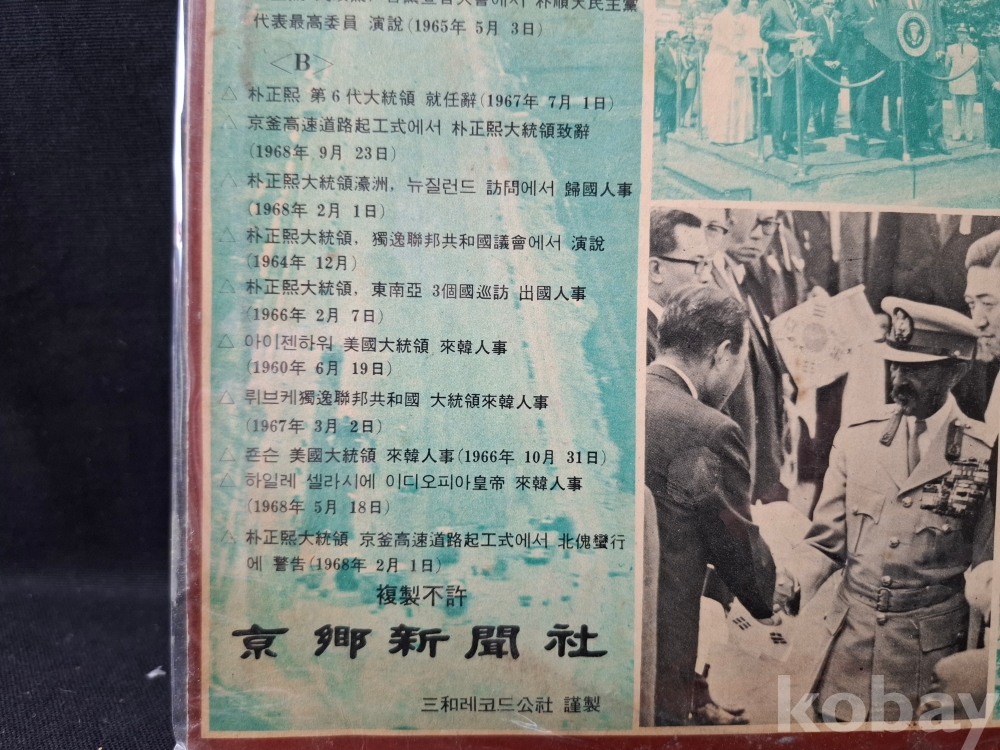 에서 朴順天民主黨
代表最高委員 演說(1965年 5月 3日)
<B>
△ 朴正熙 第6代大統領 就任辭(1967年 7月 1日)
△ 京釜高速道路起工式에서 朴正熙大統領致辭
(1968年 9月 23日)
△ 朴正熙大統領濠洲, 뉴질런드 訪問에서 歸國人事
(1968年 2月 1日)
△ 朴正熙大統領, 獨逸聯邦共和國議會에서 演說
(1964年 12月)
△ 朴正熙大統領, 東南亞 3個國巡訪 出國人事
(1966年 2月 7日)
△ 아이젠하워 美國大統領 來韓人事
(1960年 6月 19日)
△ 뤼브케獨逸聯邦共和國 大統領來韓人事
(1967年 3月 2日)
△ 죤슨 美國大統領 來韓人事(1966年 10月 31日)
△ 하일레 셀라시에 이디오피아皇帝 來韓人事
(1968年 5月 18日)
△ 朴正熙大統領 京釜高速道路起工式에서 北傀蠻行
에 警告(1968年 2月 1日)
複製不許
京鄕新聞社
三和레코드公社 謹製
kobay